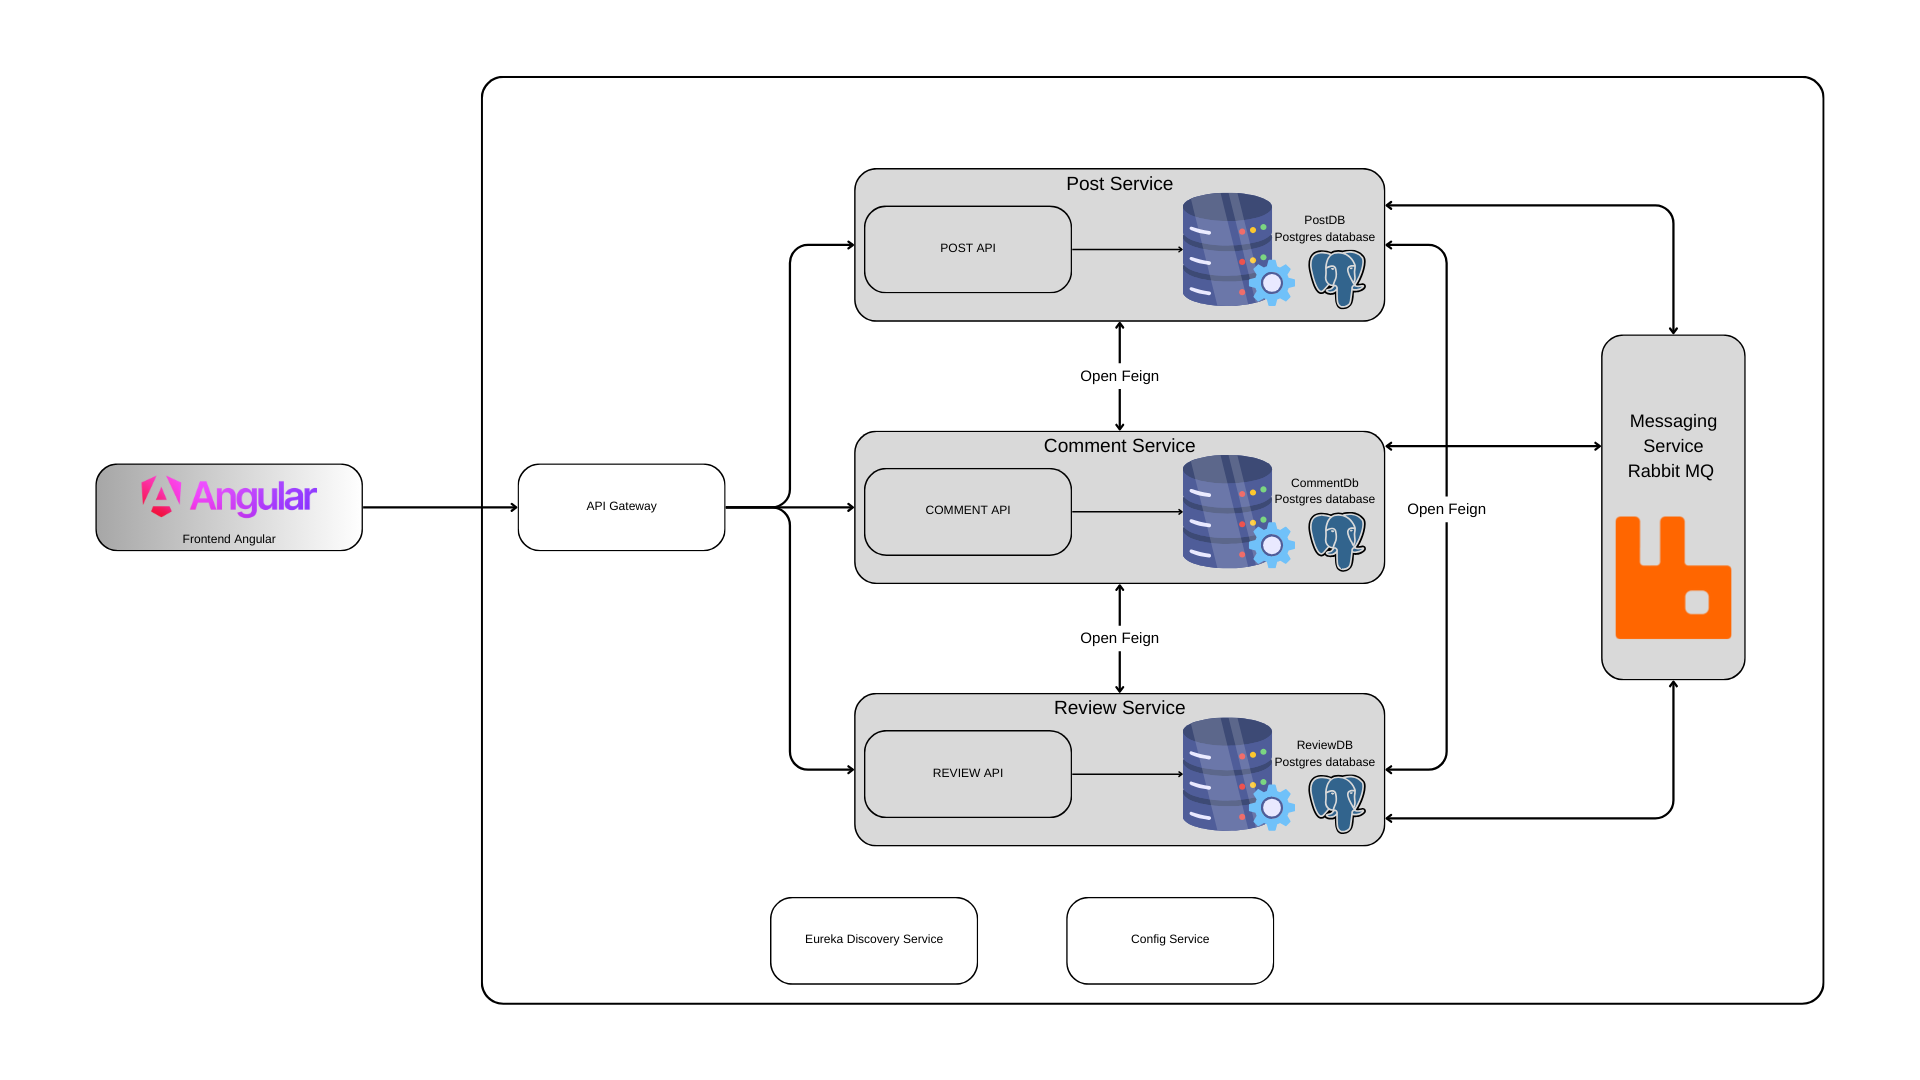 Post Service
POST API
PostDB
Postgres database
Open Feign
Comment Service
COMMENT API
CommentDb
Postgres database
Open Feign
Messaging
Service
Rabbit MQ
Angular
Frontend Angular
API Gateway
Open Feign
Review Service
REVIEW API
ReviewDB
Postgres database
Eureka Discovery Service
Config Service